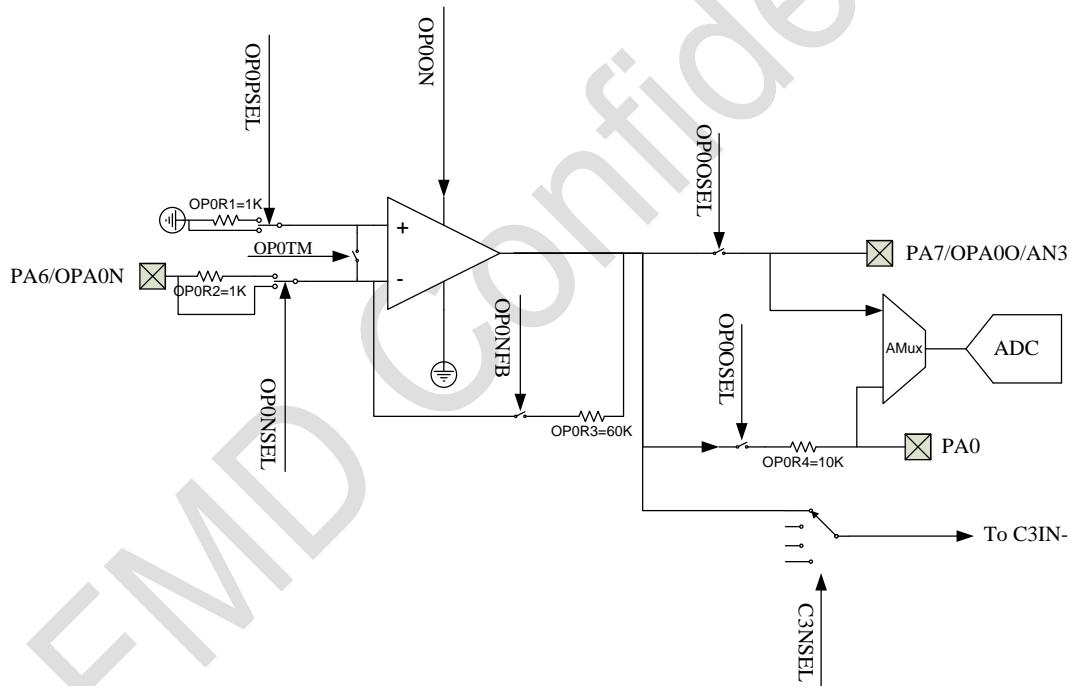 OP0PSEL
OP0ON
OP0OSEL
OP0R1=1K
OP0TM
PA6/OPA0N
OP0R2=1K
OP0NSEL
PA7/OPA0O/AN3
AMux
ADC
OP0NFB
OP0R3=60K
OP0OSEL
OP0R4=10K
PA0
To C3IN-
C3NSEL
+
-
FMD Confide